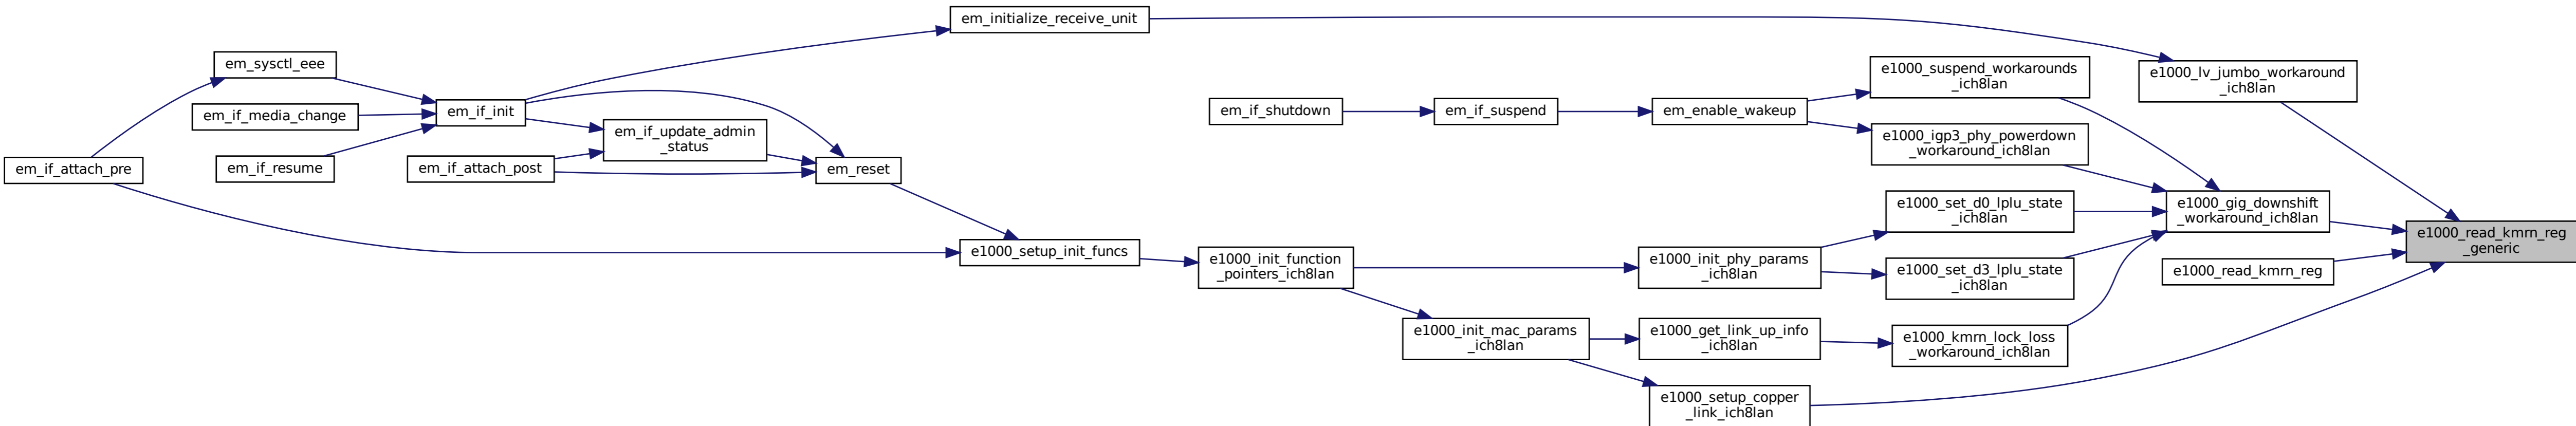 em_initialize_receive_unit
em_sysctl_eee
e1000_suspend_workarounds
_ich8lan
e1000_lv_jumbo_workaround
_ich8lan
em_if_media_change
em_if_init
em_if_shutdown
em_if_suspend
em_enable_wakeup
em_if_update_admin
_status
e1000_igp3_phy_powerdown
_workaround_ich8lan
em_if_attach_pre
em_if_resume
em_if_attach_post
em_reset
e1000_set_d0_lplu_state
_ich8lan
e1000_gig_downshift
_workaround_ich8lan
e1000_read_kmrn_reg
_generic
e1000_setup_init_funcs
e1000_init_function
_pointers_ich8lan
e1000_init_phy_params
_ich8lan
e1000_set_d3_lplu_state
_ich8lan
e1000_read_kmrn_reg
e1000_init_mac_params
_ich8lan
e1000_get_link_up_info
_ich8lan
e1000_kmrn_lock_loss
_workaround_ich8lan
e1000_setup_copper
_link_ich8lan